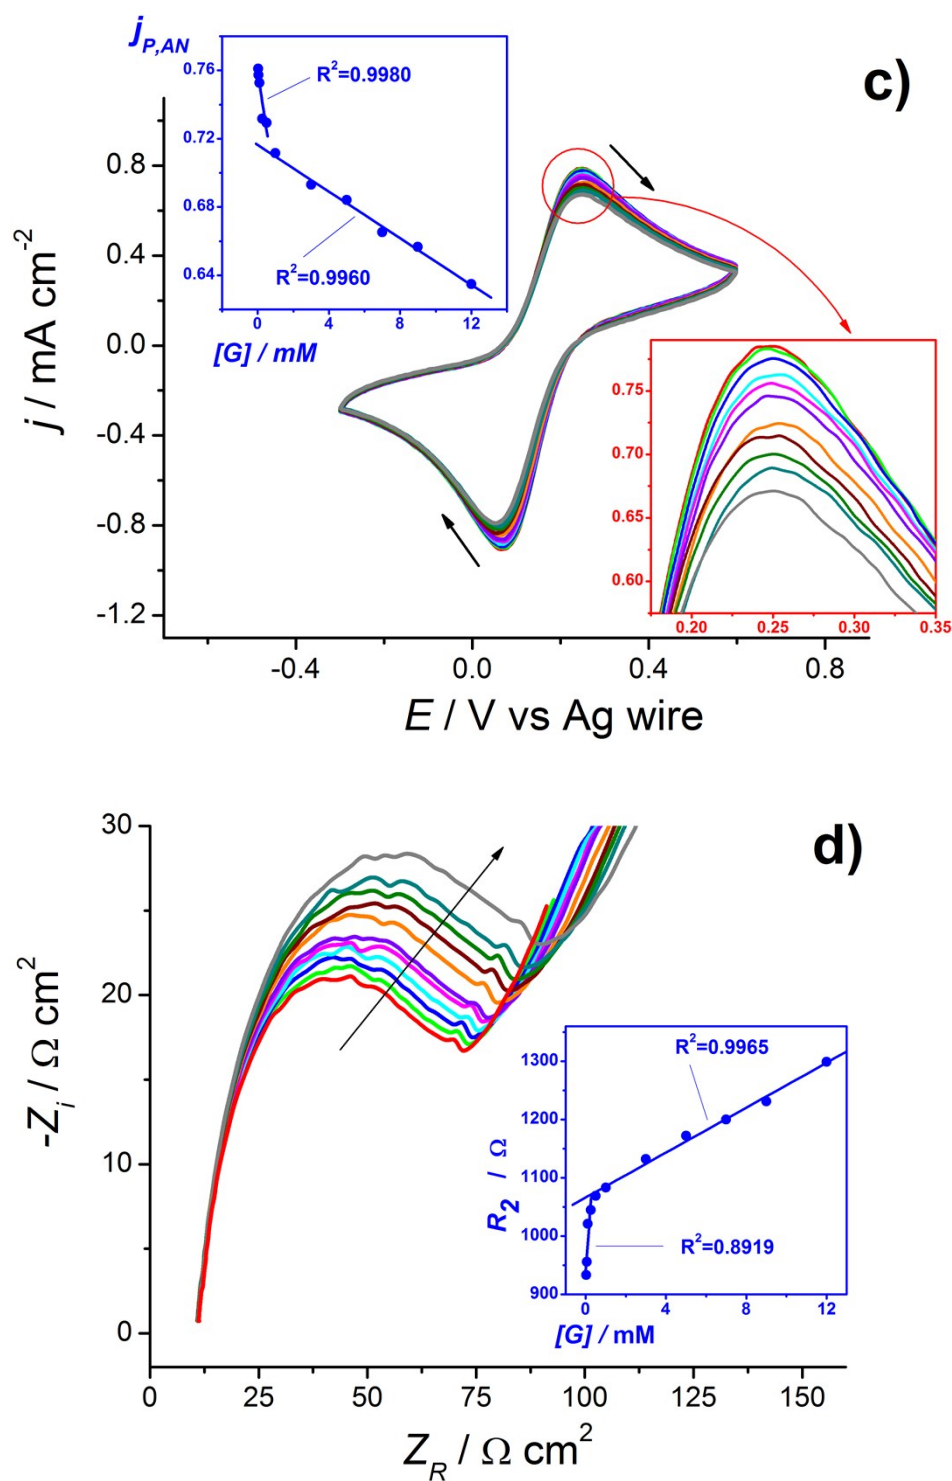 j_{P,AN}
c)
0.76
0.72
0.68
0.64
R²=0.9980
R²=0.9960
0 4 8 12
[G] / mM
0.8
0.4
0.0
-0.4
-0.8
-1.2
j / mA cm⁻²
0.75
0.70
0.65
0.60
0.20 0.25 0.30 0.35
-0.4 0.0 0.4 0.8
E / V vs Ag wire
d)
30
20
10
0
-Z_i / Ω cm²
R²=0.9965
R²=0.8919
1300
1200
1100
1000
900
R₂ / Ω
0 4 8 12
[G] / mM
0 25 50 75 100 125 150
Z_R / Ω cm²